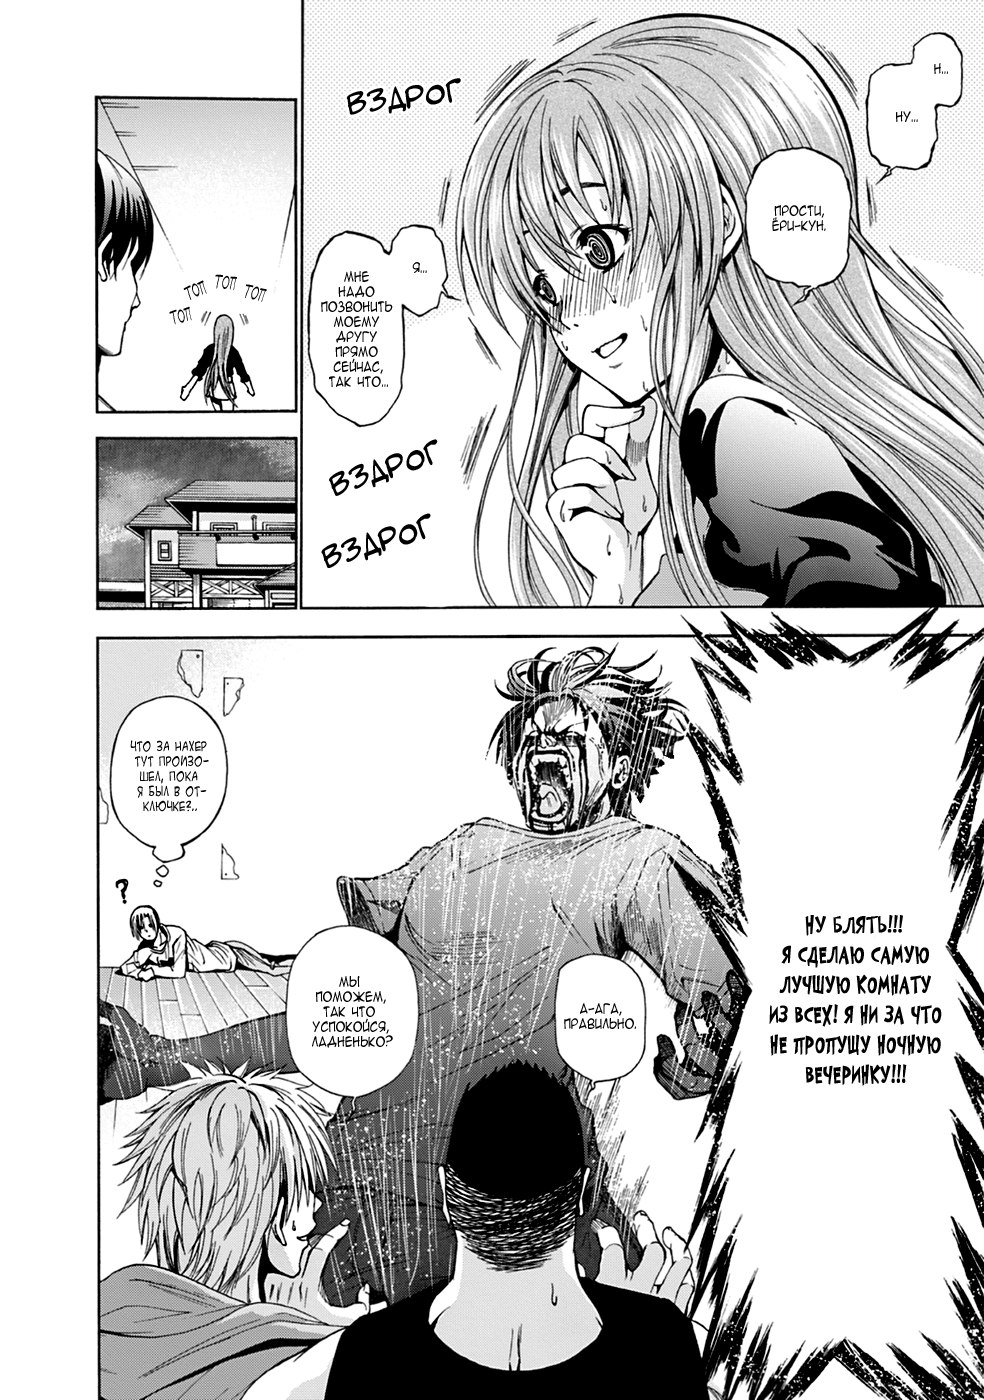 Н...
НУ...
ПРОСТИ,
ЁРИ-КУН.
ВЗДРОГ
Я...
МНЕ
НАДО
ПОЗВОНИТЬ
МОЕМУ
ДРУГУ
ПРЯМО
СЕЙЧАС,
ТАК ЧТО...
ВЗДРОГ
ВЗДРОГ
ТОП
ТОП
ТОП
ТОП
НУ БЛЯТЬ!!!
Я СДЕЛАЮ САМУЮ
ЛУЧШУЮ КОМНАТУ
ИЗ ВСЕХ! Я НИ ЗА ЧТО
НЕ ПРОПУЩУ НОЧНУЮ
ВЕЧЕРИНКУ!!!
ЧТО ЗА НАХЕР
ТУТ ПРОИЗО-
ШЕЛ, ПОКА
Я БЫЛ В ОТ-
КЛЮЧКЕ?..
?
А-АГА,
ПРАВИЛЬНО.
МЫ
ПОМОЖЕМ,
ТАК ЧТО
УСПОКОЙСЯ,
ЛАДНЕНЬКО?